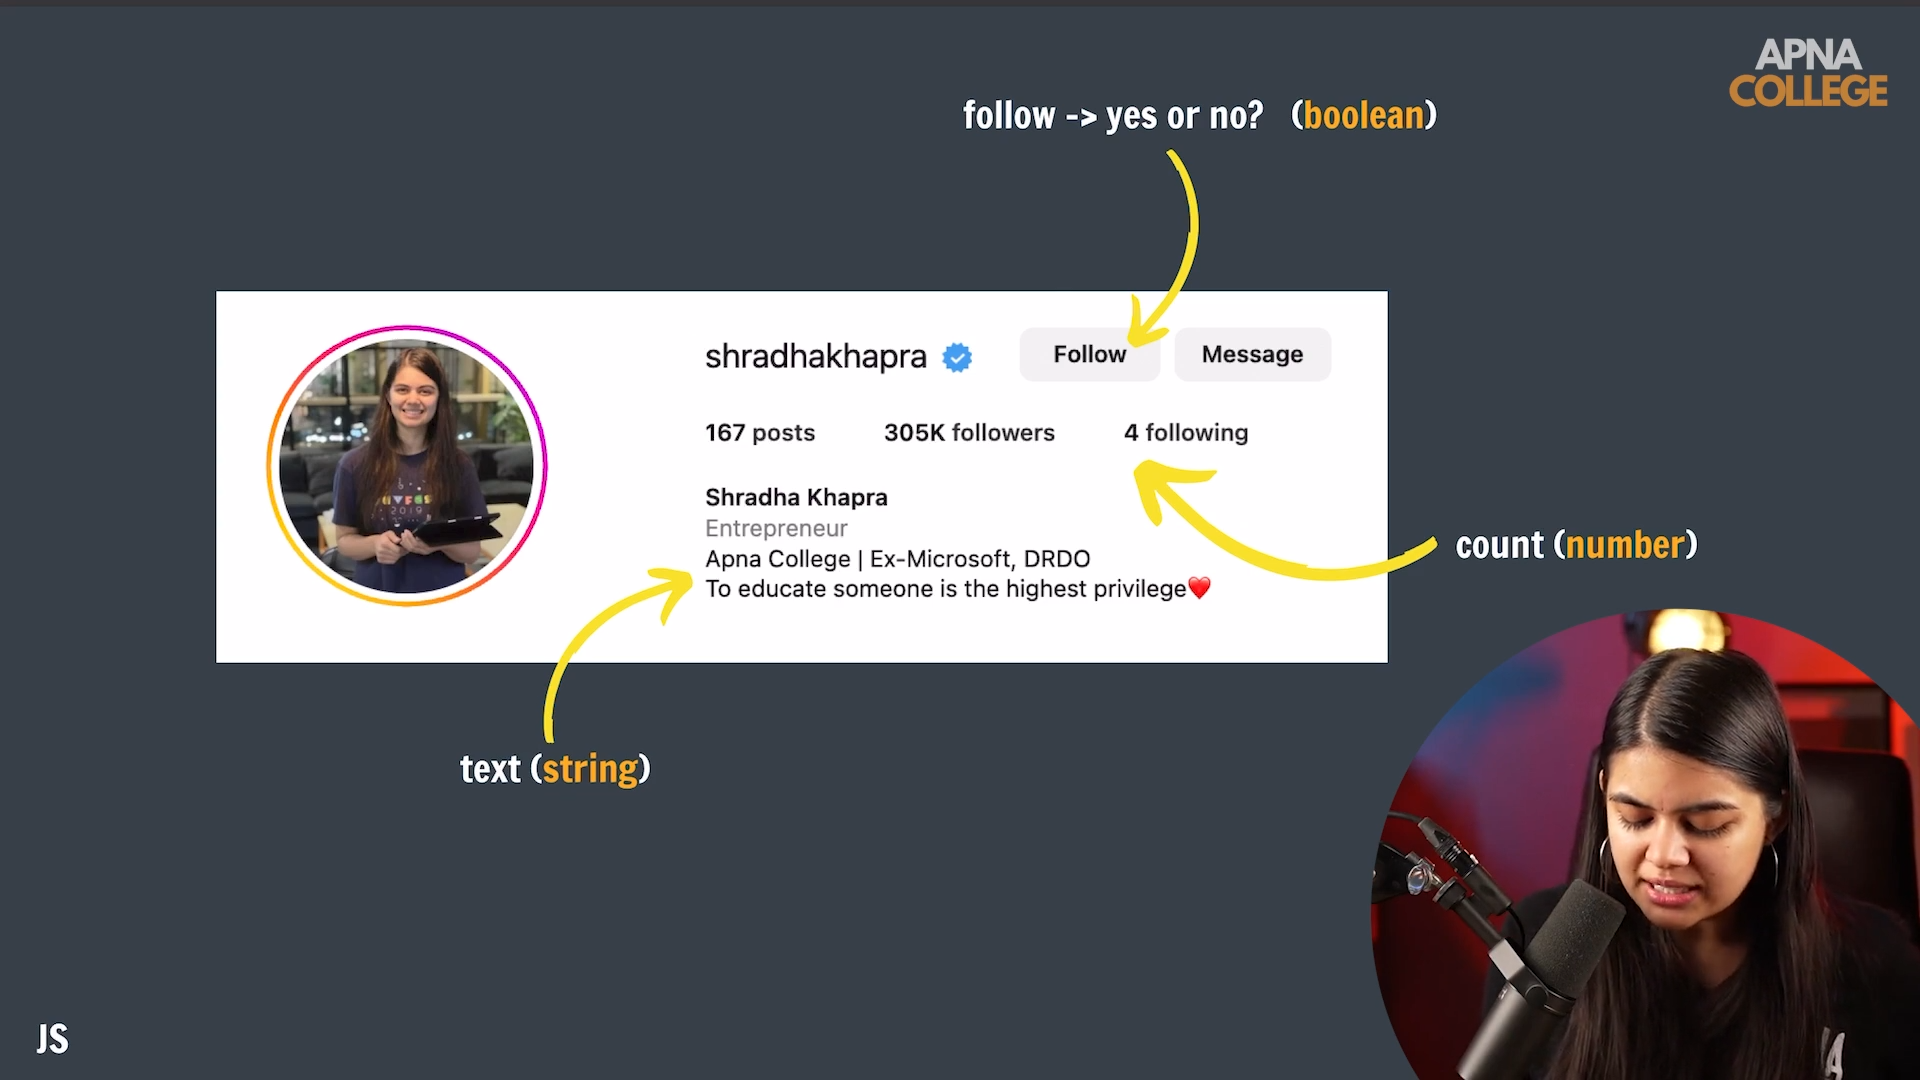 APNA
COLLEGE
follow -> yes or no? (boolean)
shradhakhapra
Follow
Message
167 posts
305K followers
4 following
Shradha Khapra
Entrepreneur
Apna College | Ex-Microsoft, DRDO
To educate someone is the highest privilege❤️
count (number)
text (string)
2019
JS